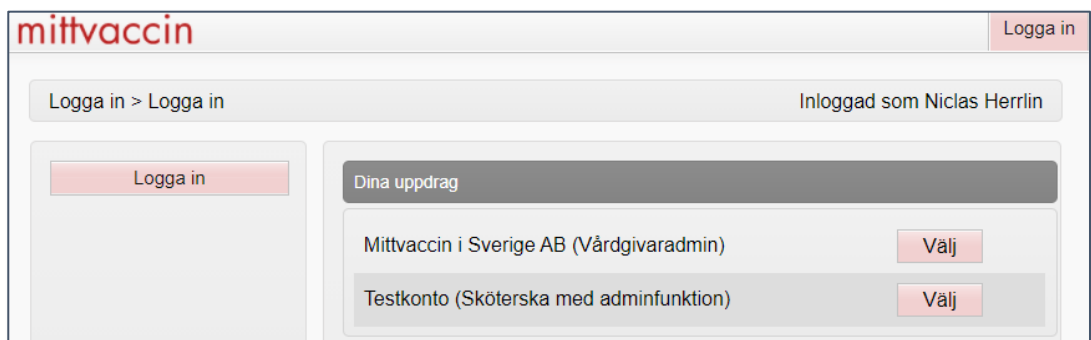 mittvaccin
Logga in
Logga in > Logga in
Inloggad som Niclas Herrlin
Logga in
Dina uppdrag
Mittvaccin i Sverige AB (Vårdgivaradmin)
Välj
Testkonto (Sköterska med adminfunktion)
Välj